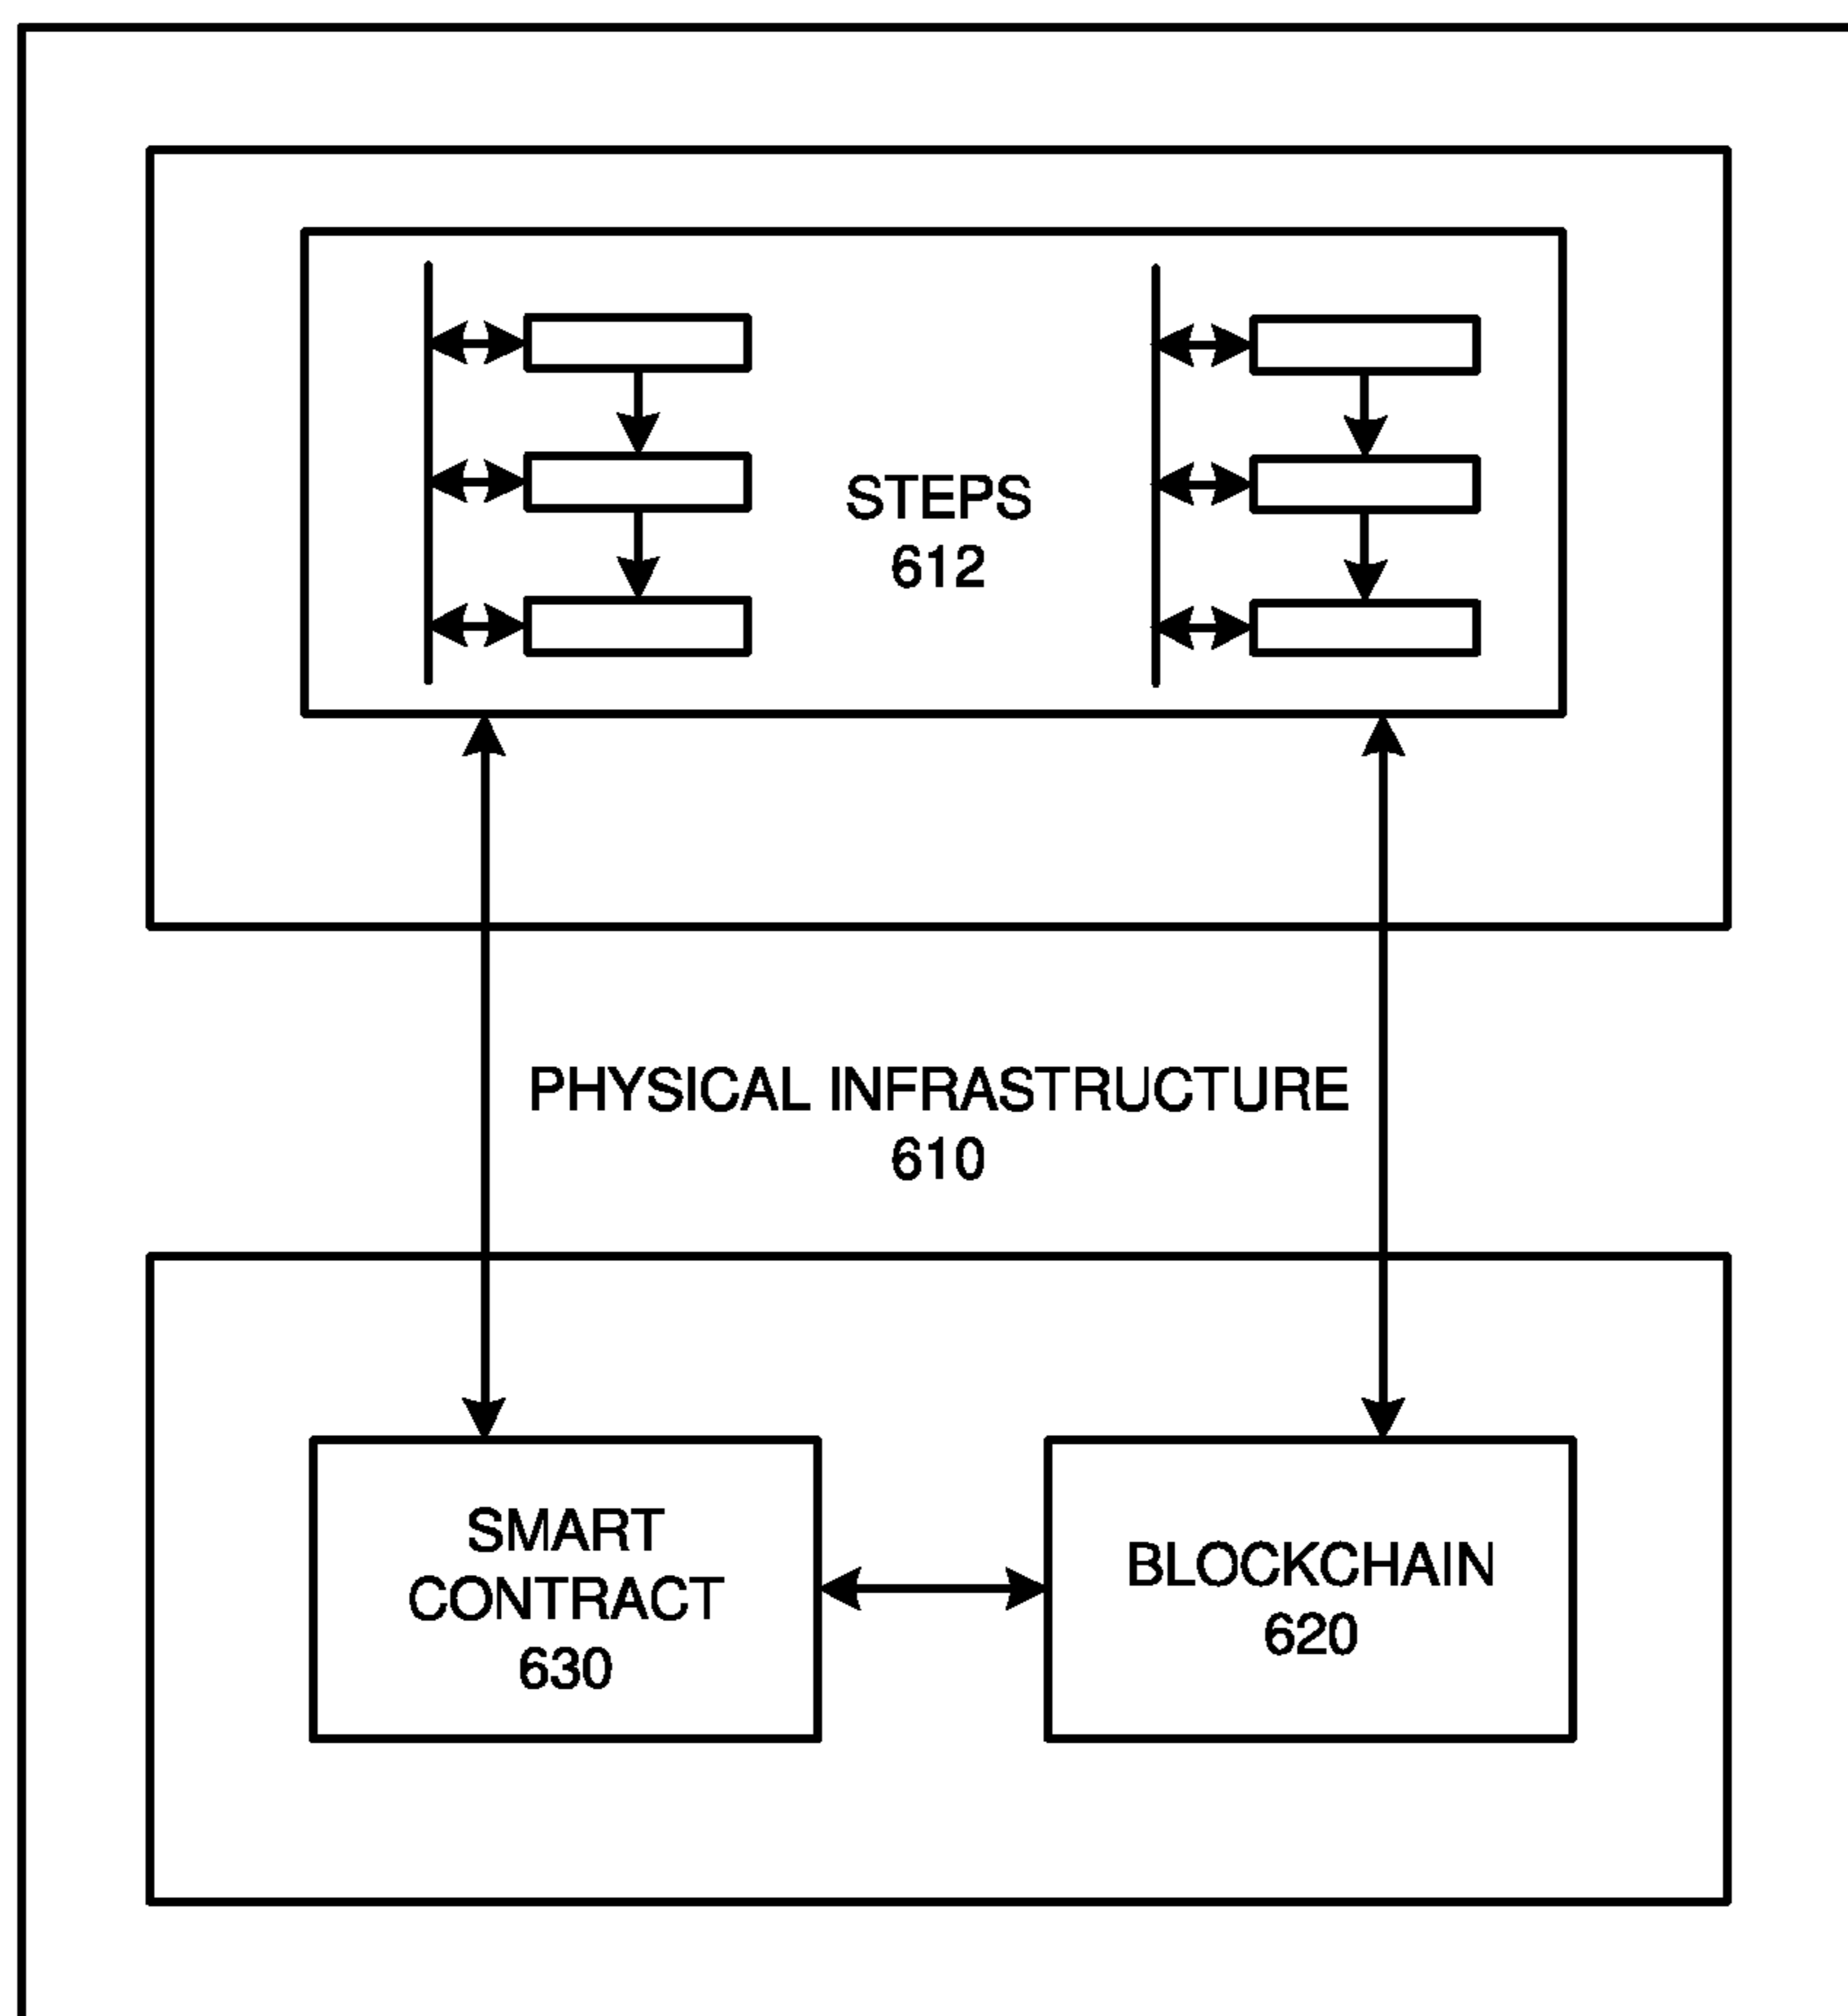 STEPS
612
PHYSICAL INFRASTRUCTURE
610
SMART
CONTRACT
630
BLOCKCHAIN
620